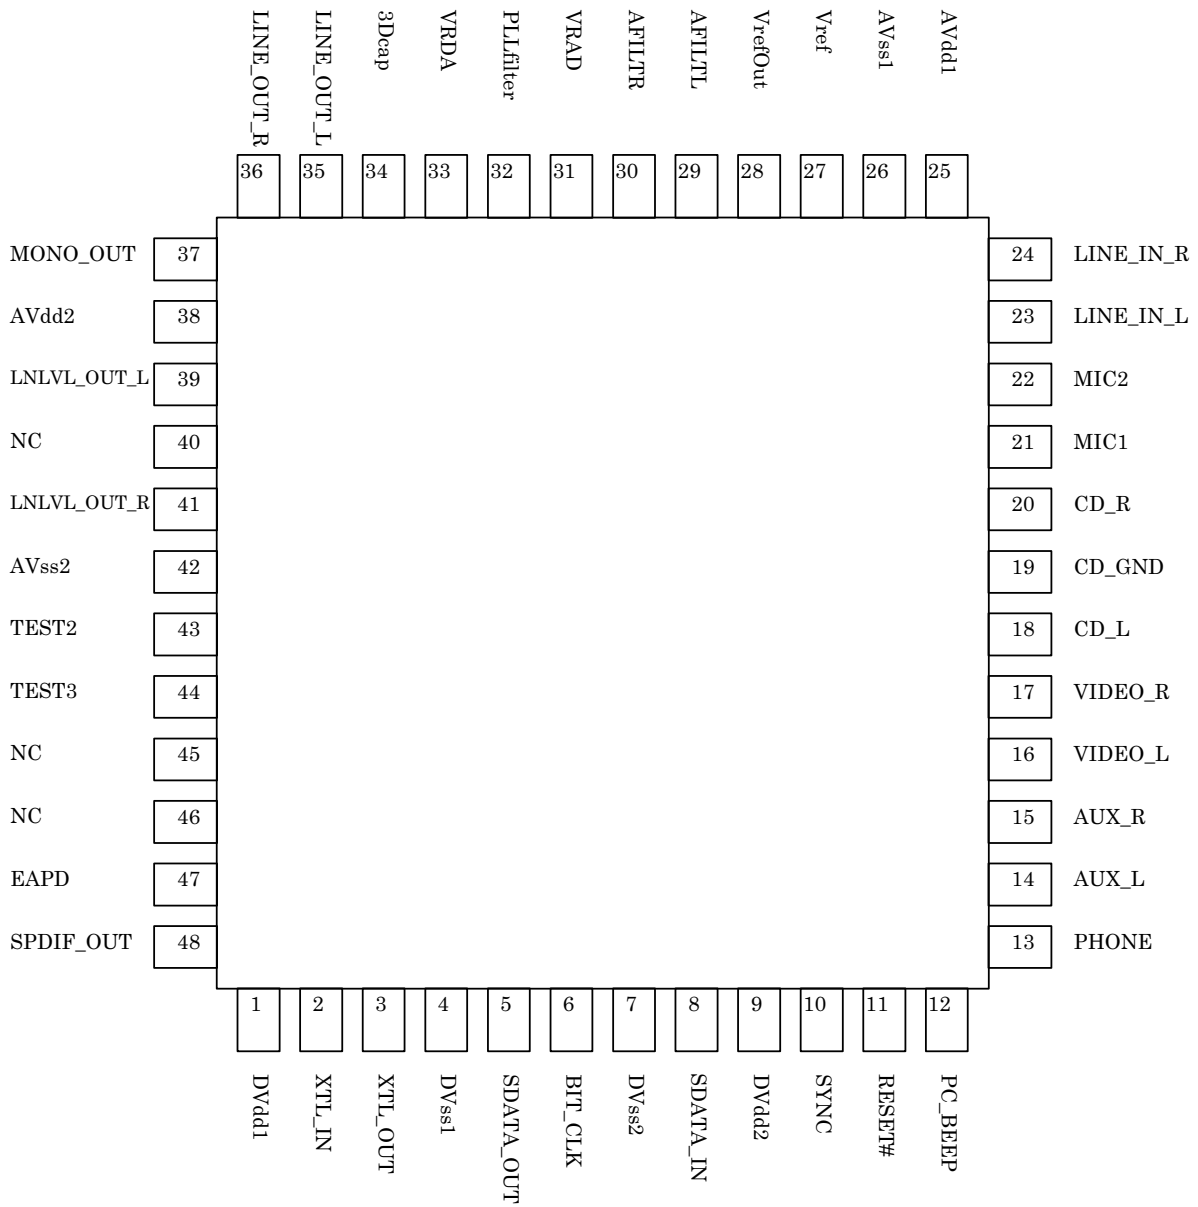 LINE_OUT_R
LINE_OUT_L
3Dcap
VRDA
PLLfilter
VRAD
AFILTR
AFILTL
VrefOut
Vref
AVss1
AVdd1
36 35 34 33 32 31 30 29 28 27 26 25
MONO_OUT 37 24 LINE_IN_R
AVdd2 38 23 LINE_IN_L
LNLVL_OUT_L 39 22 MIC2
NC 40 21 MIC1
LNLVL_OUT_R 41 20 CD_R
AVss2 42 19 CD_GND
TEST2 43 18 CD_L
TEST3 44 17 VIDEO_R
NC 45 16 VIDEO_L
NC 46 15 AUX_R
EAPD 47 14 AUX_L
SPDIF_OUT 48 13 PHONE
1 2 3 4 5 6 7 8 9 10 11 12
DVdd1
XTL_IN
XTL_OUT
DVss1
SDATA_OUT
BIT_CLK
DVss2
SDATA_IN
DVdd2
SYNC
RESET#
PC_BEEP